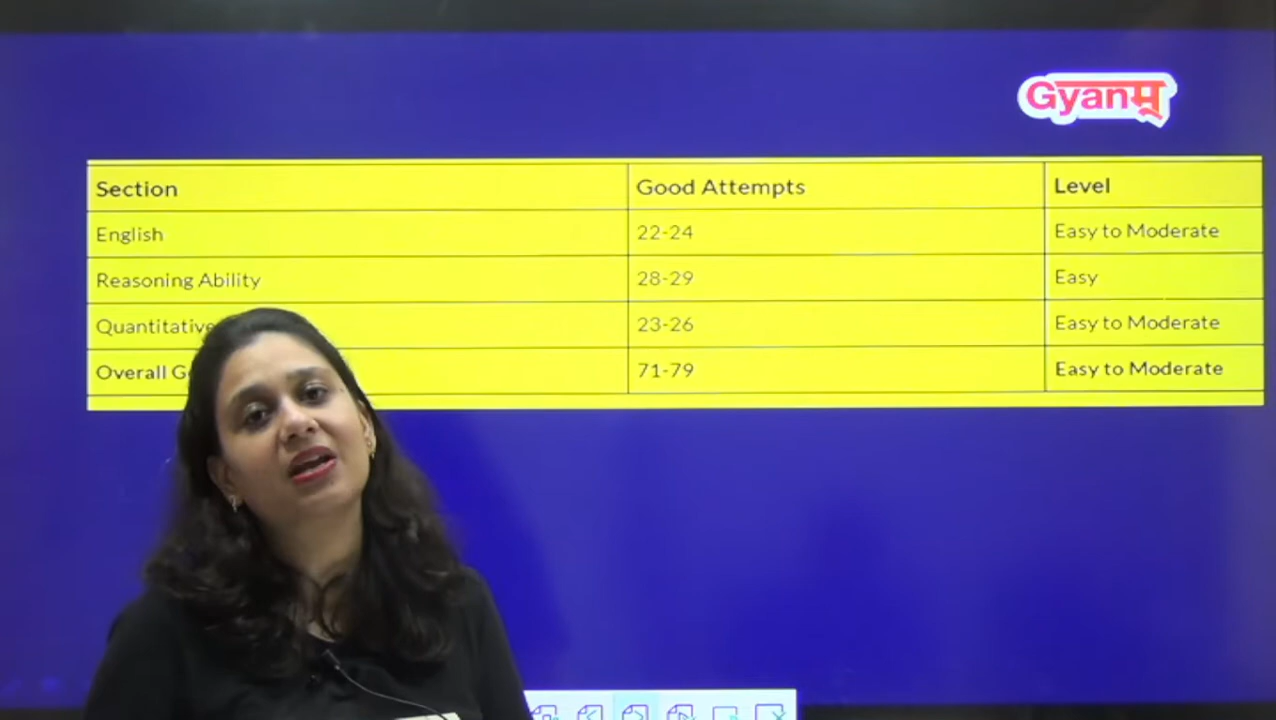 Gyanम्
Section Good Attempts Level
English 22-24 Easy to Moderate
Reasoning Ability 28-29 Easy
Quantitative 23-26 Easy to Moderate
Overall 71-79 Easy to Moderate